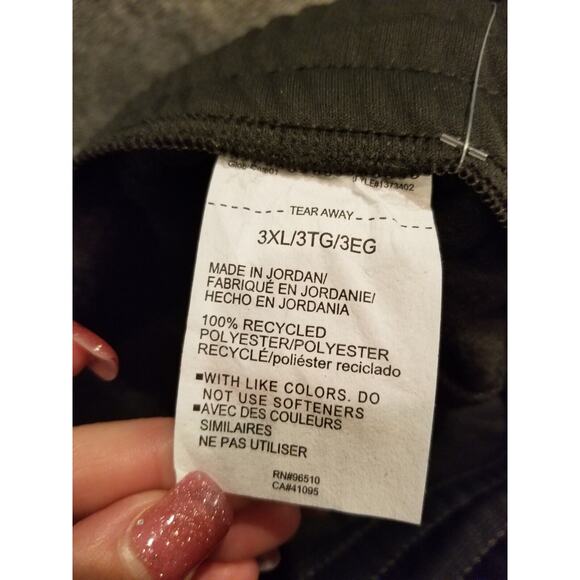 STYLE#1373402
TEAR AWAY
3XL/3TG/3EG
MADE IN JORDAN/
FABRIQUÉ EN JORDANIE/
HECHO EN JORDANIA
100% RECYCLED
POLYESTER/POLYESTER
RECYCLÉ/poliéster reciclado
■WITH LIKE COLORS. DO
NOT USE SOFTENERS
■AVEC DES COULEURS
SIMILAIRES
NE PAS UTILISER
RN#96510
CA#41095